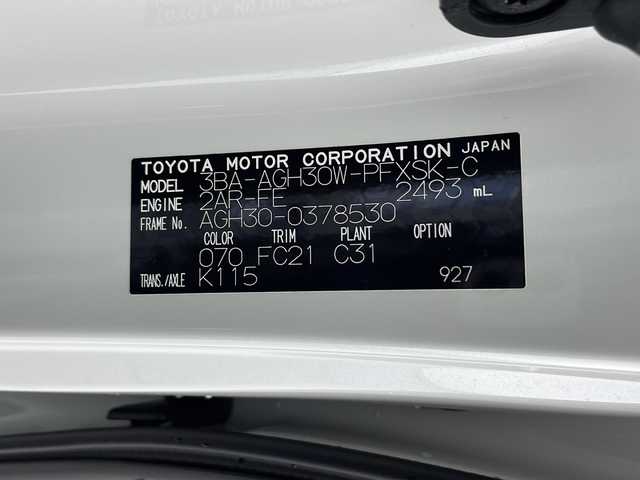 TOYOTA MOTOR CORPORATION JAPAN
MODEL 3BA-AGH30W-PFXSK-C
ENGINE 2AR-FE 2493 mL
FRAME No. AGH30-0378530
COLOR TRIM PLANT OPTION
070 FC21 C31
TRANS./AXLE K115 927